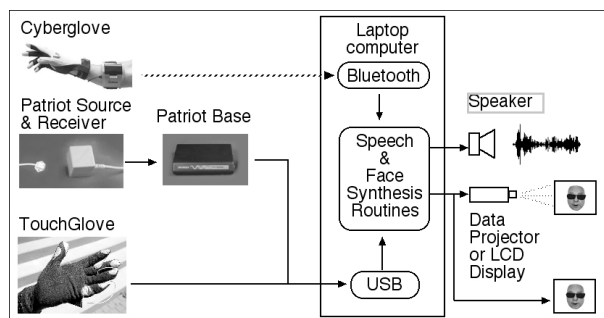 Cyberglove
Laptop
computer
Bluetooth
Patriot Source
& Receiver
Patriot Base
Speaker
Speech
&
Face
Synthesis
Routines
TouchGlove
Data
Projector
or LCD
Display
USB